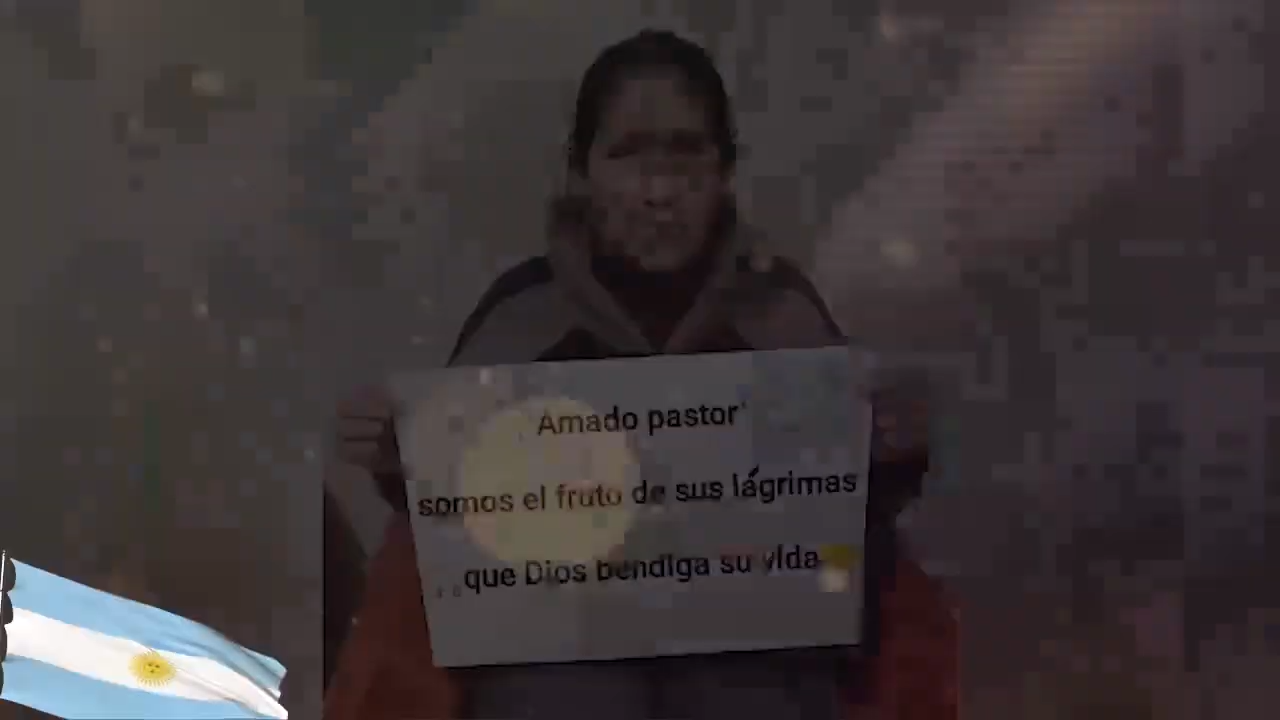 Amado pastor
somos el fruto de sus lágrimas
..que Dios bendiga su vida